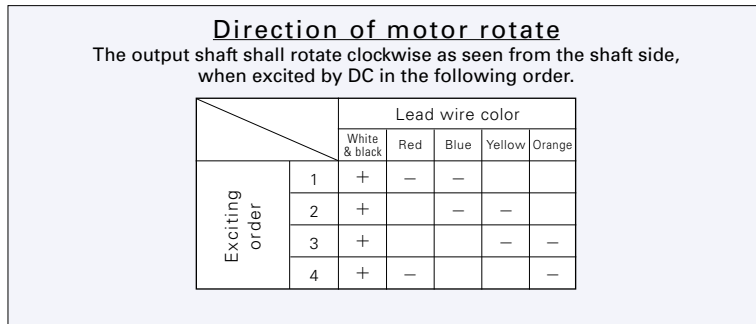 Direction of motor rotate
The output shaft shall rotate clockwise as seen from the shaft side,
when excited by DC in the following order.
Lead wire color
White & black Red Blue Yellow Orange
Exciting order
1 + − −
2 + − −
3 + − −
4 + − −